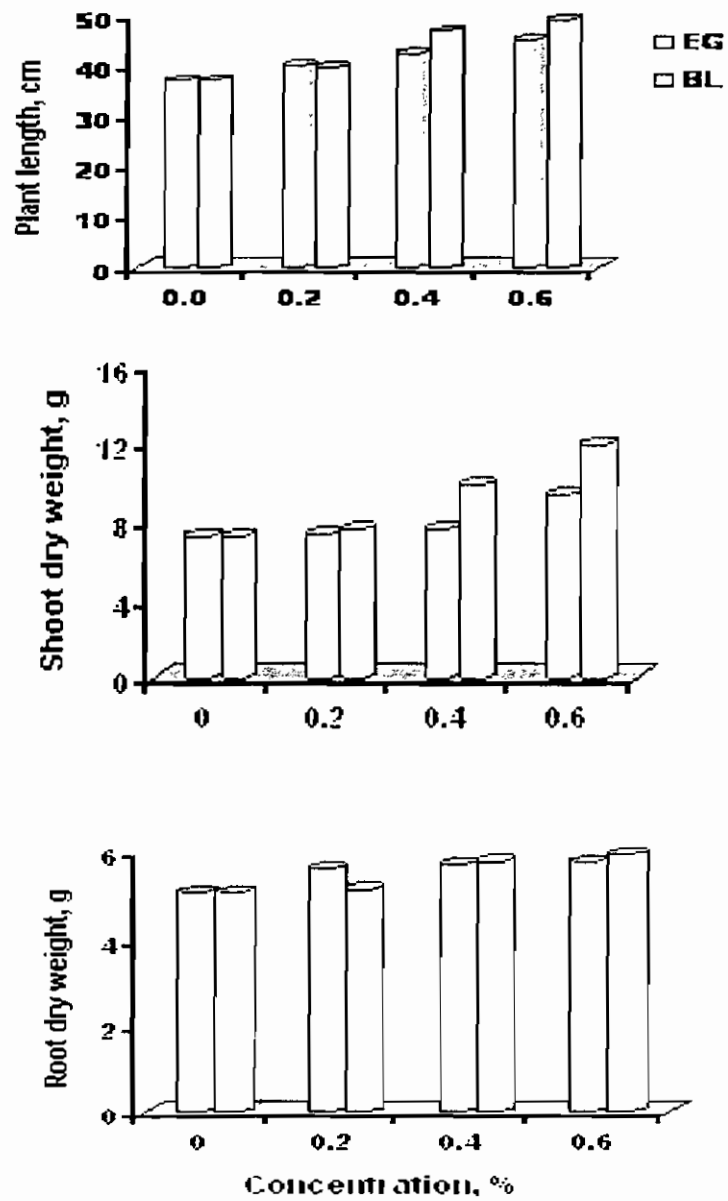 Plant length, cm
50
40
30
20
10
0
0.0 0.2 0.4 0.6
EG
BL
Shoot dry weight, g
16
12
8
4
0
0 0.2 0.4 0.6
Root dry weight, g
6
4
2
0
0 0.2 0.4 0.6
Concentration, %